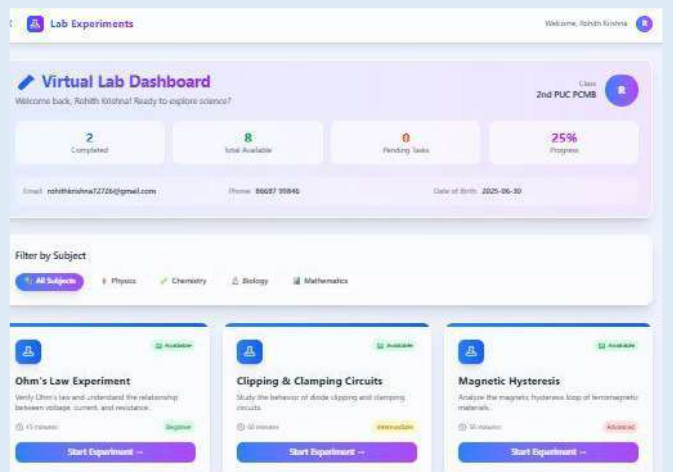 Lab Experiments
Welcome, Rohith Krishna
R
Virtual Lab Dashboard
Welcome back, Rohith Krishna! Ready to explore science?
Class
2nd PUC PCMB
R
2
Completed
8
Total Available
0
Pending Tasks
25%
Progress
Email: rohithkrishna72726@gmail.com
Phone: 86687 99846
Date of Birth: 2025-06-30
Filter by Subject
All Subjects
Physics
Chemistry
Biology
Mathematics
Available
Ohm's Law Experiment
Verify Ohm's law and understand the relationship
between voltage, current, and resistance.
45 minutes
Beginner
Start Experiment →
Available
Clipping & Clamping Circuits
Study the behavior of diode clipping and clamping
circuits.
60 minutes
Intermediate
Start Experiment →
Available
Magnetic Hysteresis
Analyze the magnetic hysteresis loop of ferromagnetic
materials.
minutes
Advanced
Start Experiment →